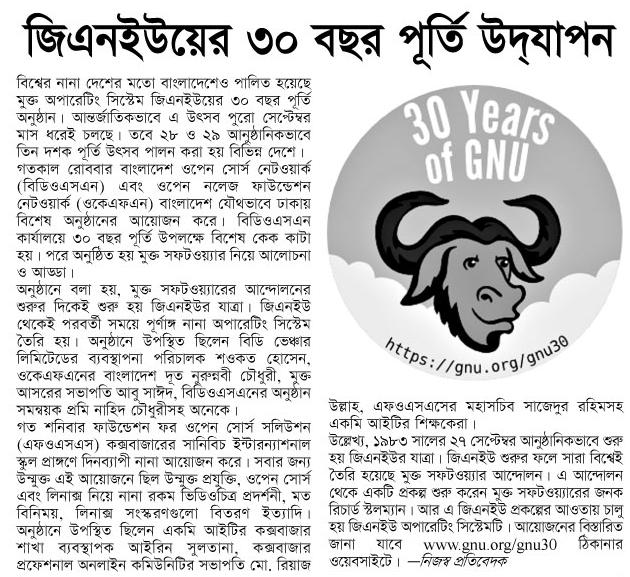 জিএনইউয়ের ৩০ বছর পূর্তি উদ্‌যাপন
বিশ্বের নানা দেশের মতো বাংলাদেশেও পালিত হয়েছে
মুক্ত অপারেটিং সিস্টেম জিএনইউয়ের ৩০ বছর পূর্তি
অনুষ্ঠান। আন্তর্জাতিকভাবে এ উৎসব পুরো সেপ্টেম্বর
মাস ধরেই চলছে। তবে ২৮ ও ২৯ আনুষ্ঠানিকভাবে
তিন দশক পূর্তি উৎসব পালন করা হয় বিভিন্ন দেশে।
গতকাল রোববার বাংলাদেশ ওপেন সোর্স নেটওয়ার্ক
(বিডিওএসএন) এবং ওপেন নলেজ ফাউন্ডেশন
নেটওয়ার্ক (ওকেএফএন) বাংলাদেশ যৌথভাবে ঢাকায়
বিশেষ অনুষ্ঠানের আয়োজন করে। বিডিওএসএন
কার্যালয়ে ৩০ বছর পূর্তি উপলক্ষে বিশেষ কেক কাটা
হয়। পরে অনুষ্ঠিত হয় মুক্ত সফটওয়্যার নিয়ে আলোচনা
ও আড্ডা।
অনুষ্ঠানে বলা হয়, মুক্ত সফটওয়্যারের আন্দোলনের
শুরুর দিকেই শুরু হয় জিএনইউর যাত্রা। জিএনইউ
থেকেই পরবর্তী সময়ে পূর্ণাঙ্গ নানা অপারেটিং সিস্টেম
তৈরি হয়। অনুষ্ঠানে উপস্থিত ছিলেন বিডি ভেঞ্চার
লিমিটেডের ব্যবস্থাপনা পরিচালক শওকত হোসেন,
ওকেএফএনের বাংলাদেশ দূত নুরুন্নবী চৌধুরী, মুক্ত
আসরের সভাপতি আবু সাঈদ, বিডিওএসএনের অনুষ্ঠান
সমন্বয়ক প্রমি নাহিদ চৌধুরীসহ অনেকে।
গত শনিবার ফাউন্ডেশন ফর ওপেন সোর্স সলিউশন
(এফওএসএস) কক্সবাজারের সানিবিচ ইন্টারন্যাশনাল
স্কুল প্রাঙ্গণে দিনব্যাপী নানা আয়োজন করে। সবার জন্য
উন্মুক্ত এই আয়োজনে ছিল উন্মুক্ত প্রযুক্তি, ওপেন সোর্স
এবং লিনাক্স নিয়ে নানা রকম ভিডিওচিত্র প্রদর্শনী, মত
বিনিময়, লিনাক্স সংস্করণগুলো বিতরণ ইত্যাদি।
অনুষ্ঠানে উপস্থিত ছিলেন একমি আইটির কক্সবাজার
শাখা ব্যবস্থাপক আইরিন সুলতানা, কক্সবাজার
প্রফেশনাল অনলাইন কমিউনিটির সভাপতি মো. রিয়াজ
30 Years
of GNU
https://gnu.org/gnu30
উল্লাহ, এফওএসএসের মহাসচিব সাজেদুর রহিমসহ
একমি আইটির শিক্ষকেরা।
উল্লেখ্য, ১৯৮৩ সালের ২৭ সেপ্টেম্বর আনুষ্ঠানিকভাবে শুরু
হয় জিএনইউর যাত্রা। জিএনইউ শুরুর ফলে সারা বিশ্বেই
তৈরি হয়েছে মুক্ত সফটওয়্যার আন্দোলন। এ আন্দোলন
থেকে একটি প্রকল্প শুরু করেন মুক্ত সফটওয়্যারের জনক
রিচার্ড স্টলম্যান। আর এ জিএনইউ প্রকল্পের আওতায় চালু
হয় জিএনইউ অপারেটিং সিস্টেমটি। আয়োজনের বিস্তারিত
জানা যাবে www.gnu.org/gnu30 ঠিকানার
ওয়েবসাইটে। —নিজস্ব প্রতিবেদক